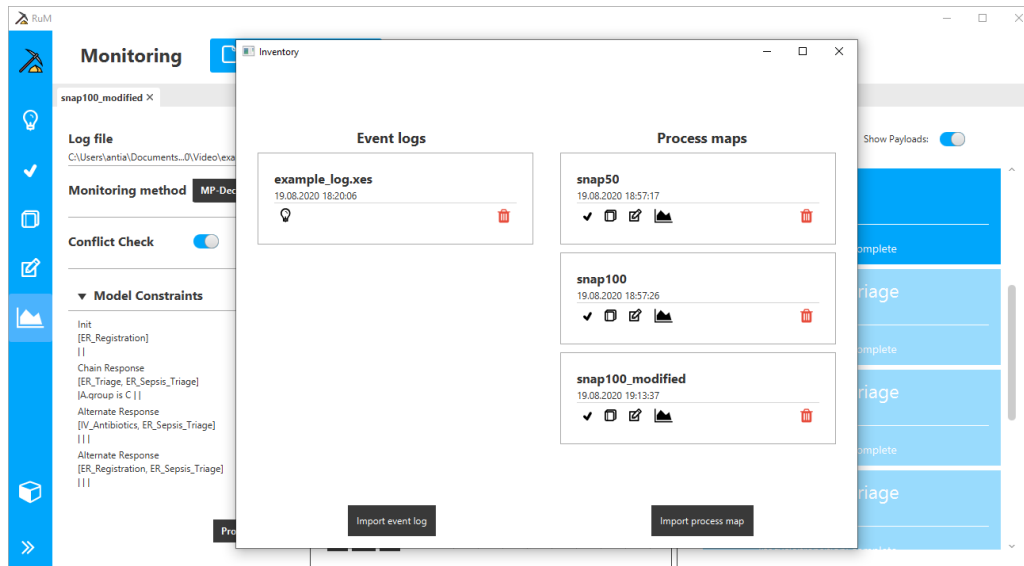 RuM
Monitoring
Inventory
snap100_modified
Log file
C:\Users\antia\Documents...0\Video\exa
Monitoring method
MP-Dec
Conflict Check
Model Constraints
Init
[ER_Registration]
| |
Chain Response
[ER_Triage, ER_Sepsis_Triage]
|A.group is C | |
Alternate Response
[IV_Antibiotics, ER_Sepsis_Triage]
| | |
Alternate Response
[ER_Registration, ER_Sepsis_Triage]
| | |
Pro
Event logs
example_log.xes
19.08.2020 18:20:06
Import event log
Process maps
snap50
19.08.2020 18:57:17
snap100
19.08.2020 18:57:26
snap100_modified
19.08.2020 19:13:37
Import process map
Show Payloads:
omplete
riage
omplete
riage
omplete
riage